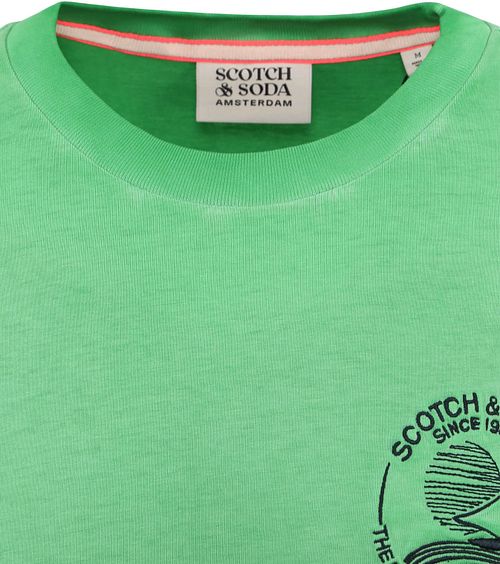 M
SCOTCH
& SODA
AMSTERDAM
SCOTCH &
SINCE 19
THE